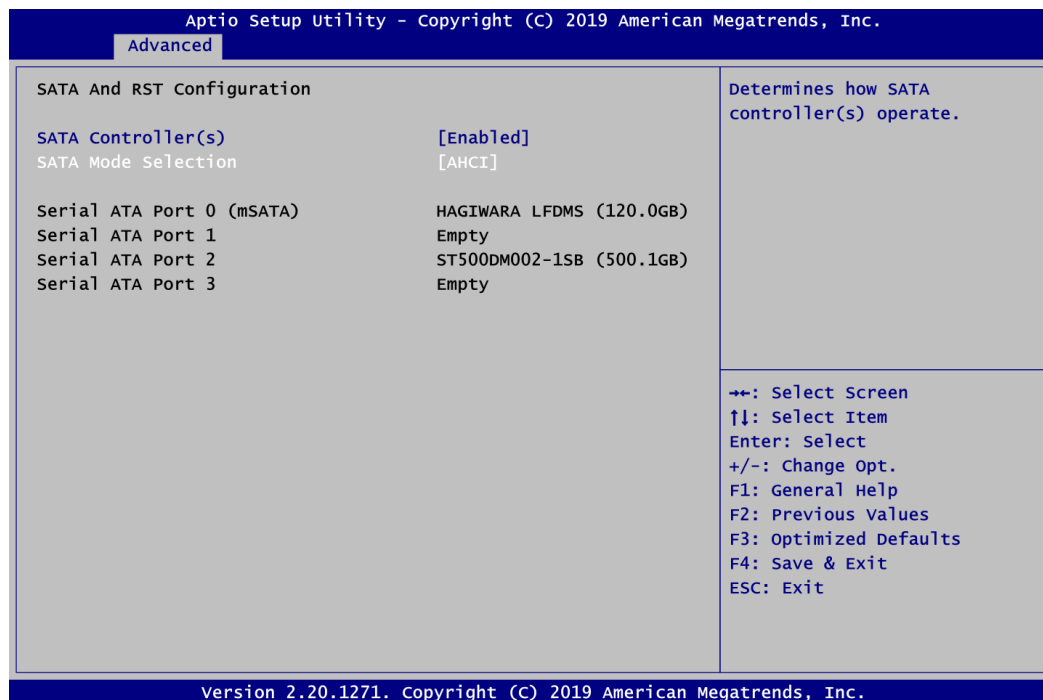 Aptio Setup Utility - Copyright (C) 2019 American Megatrends, Inc.
Advanced
SATA And RST Configuration
SATA Controller(s) [Enabled]
SATA Mode Selection [AHCI]
Serial ATA Port 0 (mSATA) HAGIWARA LFDMS (120.0GB)
Serial ATA Port 1 Empty
Serial ATA Port 2 ST500DM002-1SB (500.1GB)
Serial ATA Port 3 Empty
Determines how SATA
controller(s) operate.
→←: Select Screen
↑↓: Select Item
Enter: Select
+/-: Change Opt.
F1: General Help
F2: Previous Values
F3: Optimized Defaults
F4: Save & Exit
ESC: Exit
Version 2.20.1271. Copyright (C) 2019 American Megatrends, Inc.